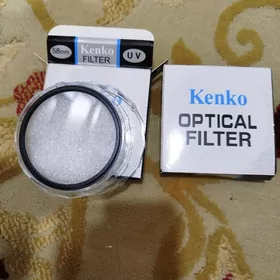 58mm
Kenko
FILTER
UV
Kenko
OPTICAL
FILTER